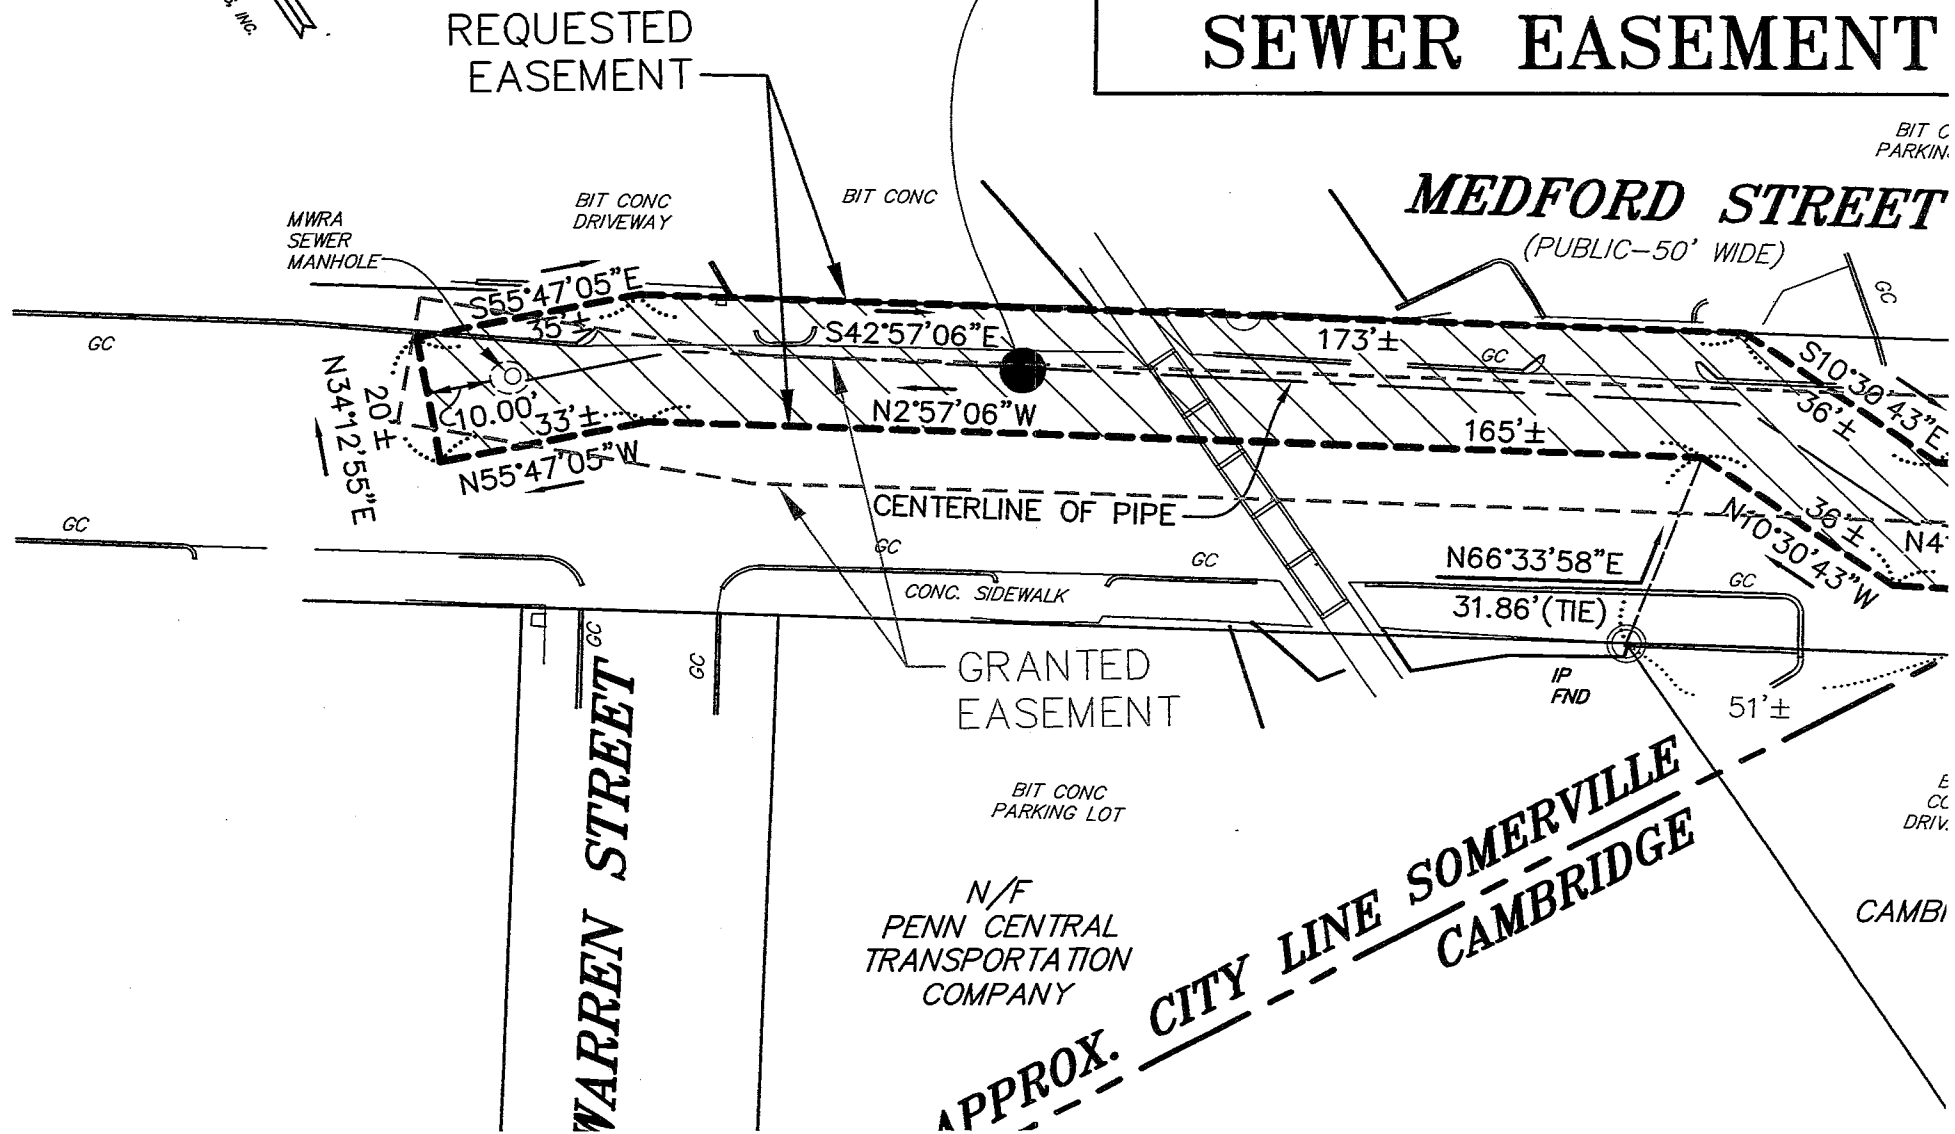 S, INC.
REQUESTED
EASEMENT
SEWER EASEMENT
BIT C
PARKIN
MEDFORD STREET
(PUBLIC-50' WIDE)
BIT CONC
DRIVEWAY
BIT CONC
MWRA
SEWER
MANHOLE
S55°47'05"E
35'±
S42°57'06"E
173'±
GC
GC
GC
S10°30'43"E
36'±
N34°12'55"E
20'±
10.00'
33'±
N2°57'06"W
165'±
N55°47'05"W
CENTERLINE OF PIPE
36'±
N10°30'43"W
N4
GC
GC
GC
N66°33'58"E
GC
CONC. SIDEWALK
31.86'(TIE)
GC
GC
GRANTED
EASEMENT
IP
FND
51'±
WARREN STREET
BIT CONC
PARKING LOT
CO
DRIV.
N/F
PENN CENTRAL
TRANSPORTATION
COMPANY
APPROX. CITY LINE SOMERVILLE
CAMBRIDGE
CAMBI